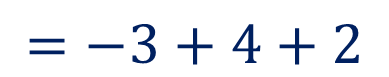 = −3 + 4 + 2